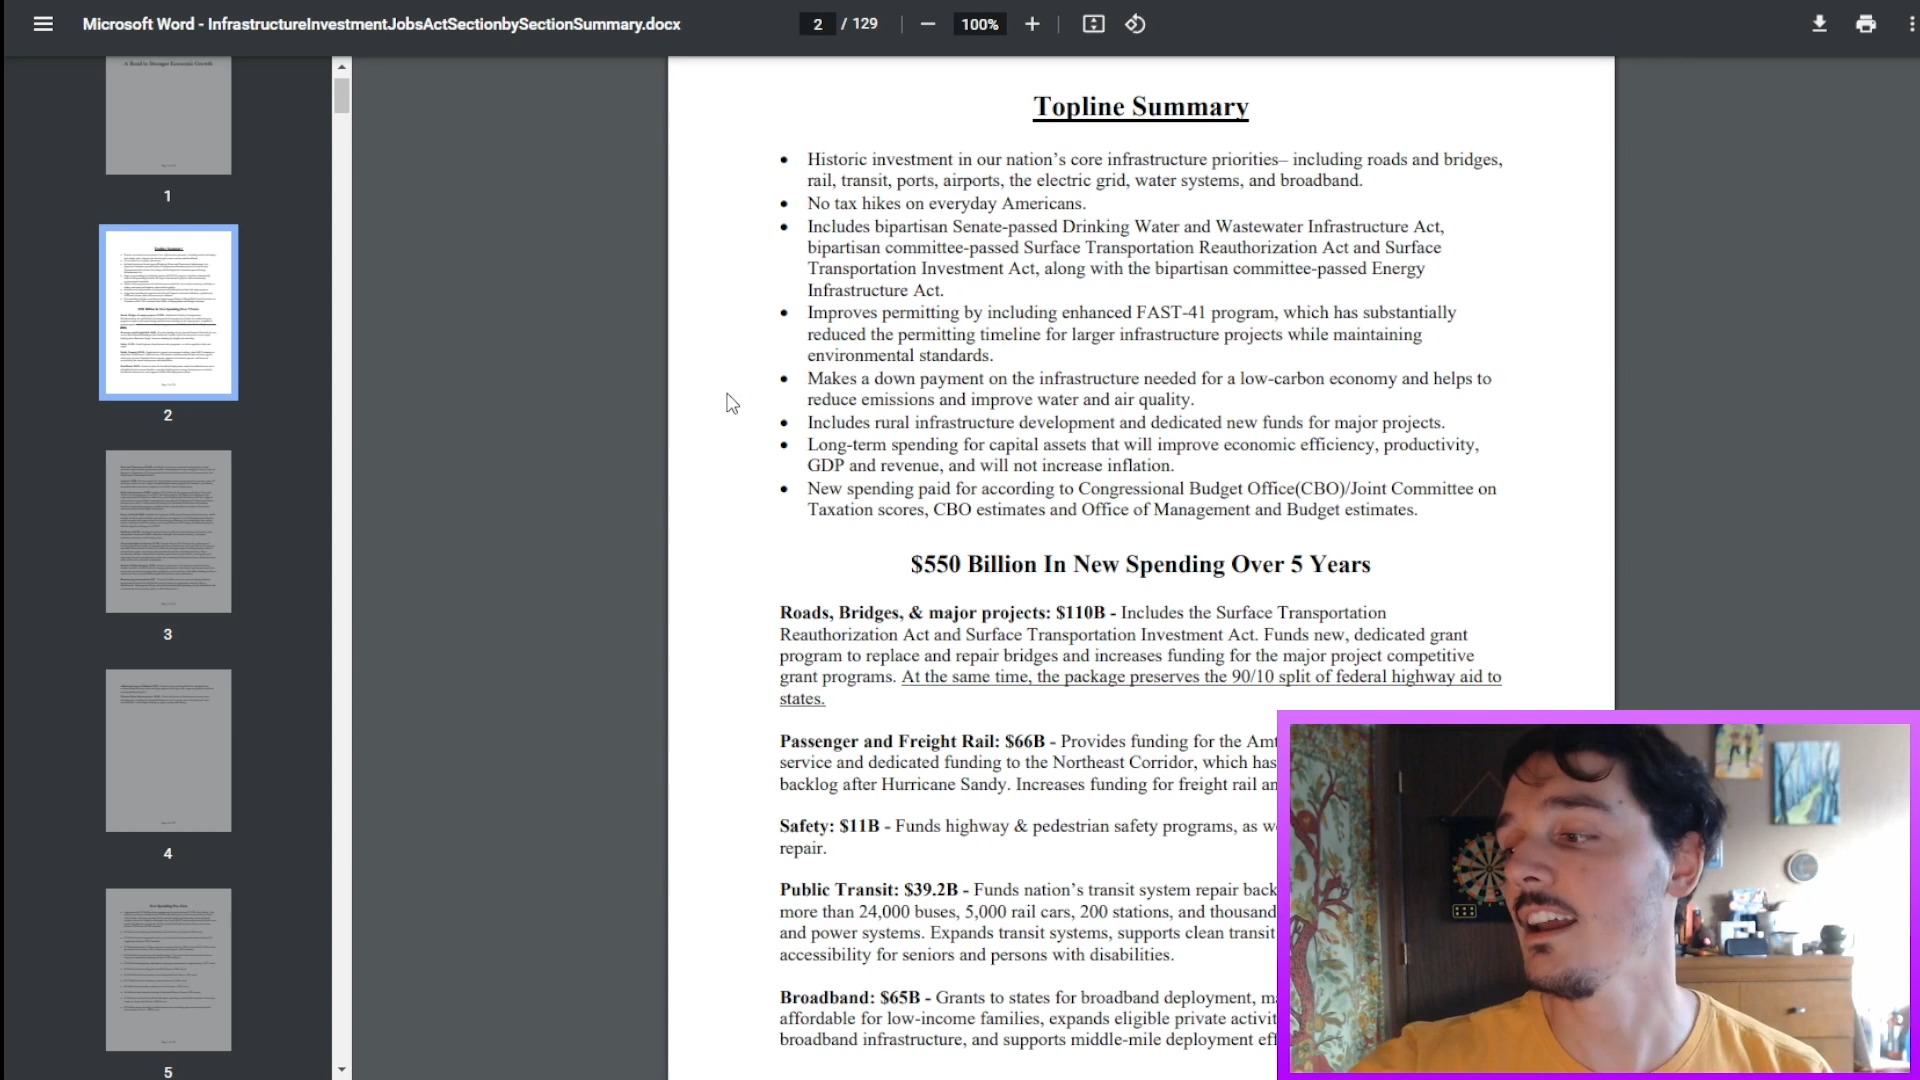 Microsoft Word - InfrastructureInvestmentJobsActSectionbySectionSummary.docx
2 / 129
100%
A Road to Stronger Economic Growth
1
2
3
4
5
Topline Summary
• Historic investment in our nation’s core infrastructure priorities– including roads and bridges,
rail, transit, ports, airports, the electric grid, water systems, and broadband.
• No tax hikes on everyday Americans.
• Includes bipartisan Senate-passed Drinking Water and Wastewater Infrastructure Act,
bipartisan committee-passed Surface Transportation Reauthorization Act and Surface
Transportation Investment Act, along with the bipartisan committee-passed Energy
Infrastructure Act.
• Improves permitting by including enhanced FAST-41 program, which has substantially
reduced the permitting timeline for larger infrastructure projects while maintaining
environmental standards.
• Makes a down payment on the infrastructure needed for a low-carbon economy and helps to
reduce emissions and improve water and air quality.
• Includes rural infrastructure development and dedicated new funds for major projects.
• Long-term spending for capital assets that will improve economic efficiency, productivity,
GDP and revenue, and will not increase inflation.
• New spending paid for according to Congressional Budget Office(CBO)/Joint Committee on
Taxation scores, CBO estimates and Office of Management and Budget estimates.
$550 Billion In New Spending Over 5 Years
Roads, Bridges, & major projects: $110B - Includes the Surface Transportation
Reauthorization Act and Surface Transportation Investment Act. Funds new, dedicated grant
program to replace and repair bridges and increases funding for the major project competitive
grant programs. At the same time, the package preserves the 90/10 split of federal highway aid to
states.
Passenger and Freight Rail: $66B - Provides funding for the Amt
service and dedicated funding to the Northeast Corridor, which has
backlog after Hurricane Sandy. Increases funding for freight rail an
Safety: $11B - Funds highway & pedestrian safety programs, as w
repair.
Public Transit: $39.2B - Funds nation’s transit system repair back
more than 24,000 buses, 5,000 rail cars, 200 stations, and thousand
and power systems. Expands transit systems, supports clean transit
accessibility for seniors and persons with disabilities.
Broadband: $65B - Grants to states for broadband deployment, m
affordable for low-income families, expands eligible private activit
broadband infrastructure, and supports middle-mile deployment ef